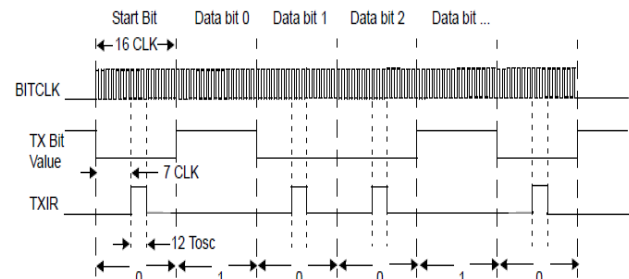 Start Bit Data bit 0 Data bit 1 Data bit 2 Data bit ...
16 CLK
BITCLK
TX Bit
Value
7 CLK
TXIR
12 Tosc
0 1 0 0 1 0